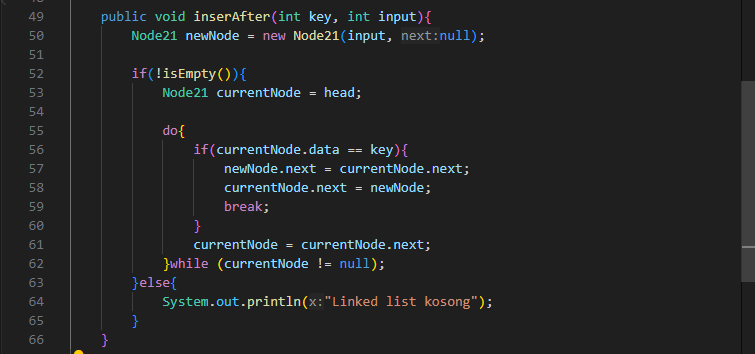 49 public void inserAfter(int key, int input){
50 Node21 newNode = new Node21(input, next:null);
51
52 if(!isEmpty()){
53 Node21 currentNode = head;
54
55 do{
56 if(currentNode.data == key){
57 newNode.next = currentNode.next;
58 currentNode.next = newNode;
59 break;
60 }
61 currentNode = currentNode.next;
62 }while (currentNode != null);
63 }else{
64 System.out.println(x:"Linked list kosong");
65 }
66 }